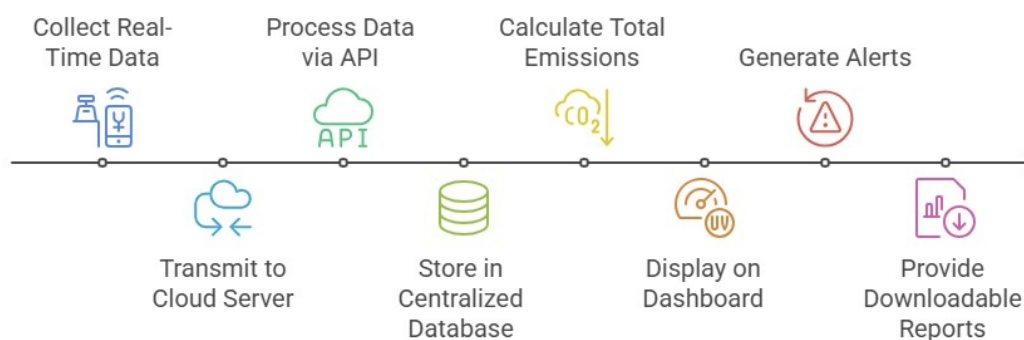 Collect Real-
Time Data
Process Data
via API
Calculate Total
Emissions
Generate Alerts
¥
API
CO2
UV
Transmit to
Cloud Server
Store in
Centralized
Database
Display on
Dashboard
Provide
Downloadable
Reports